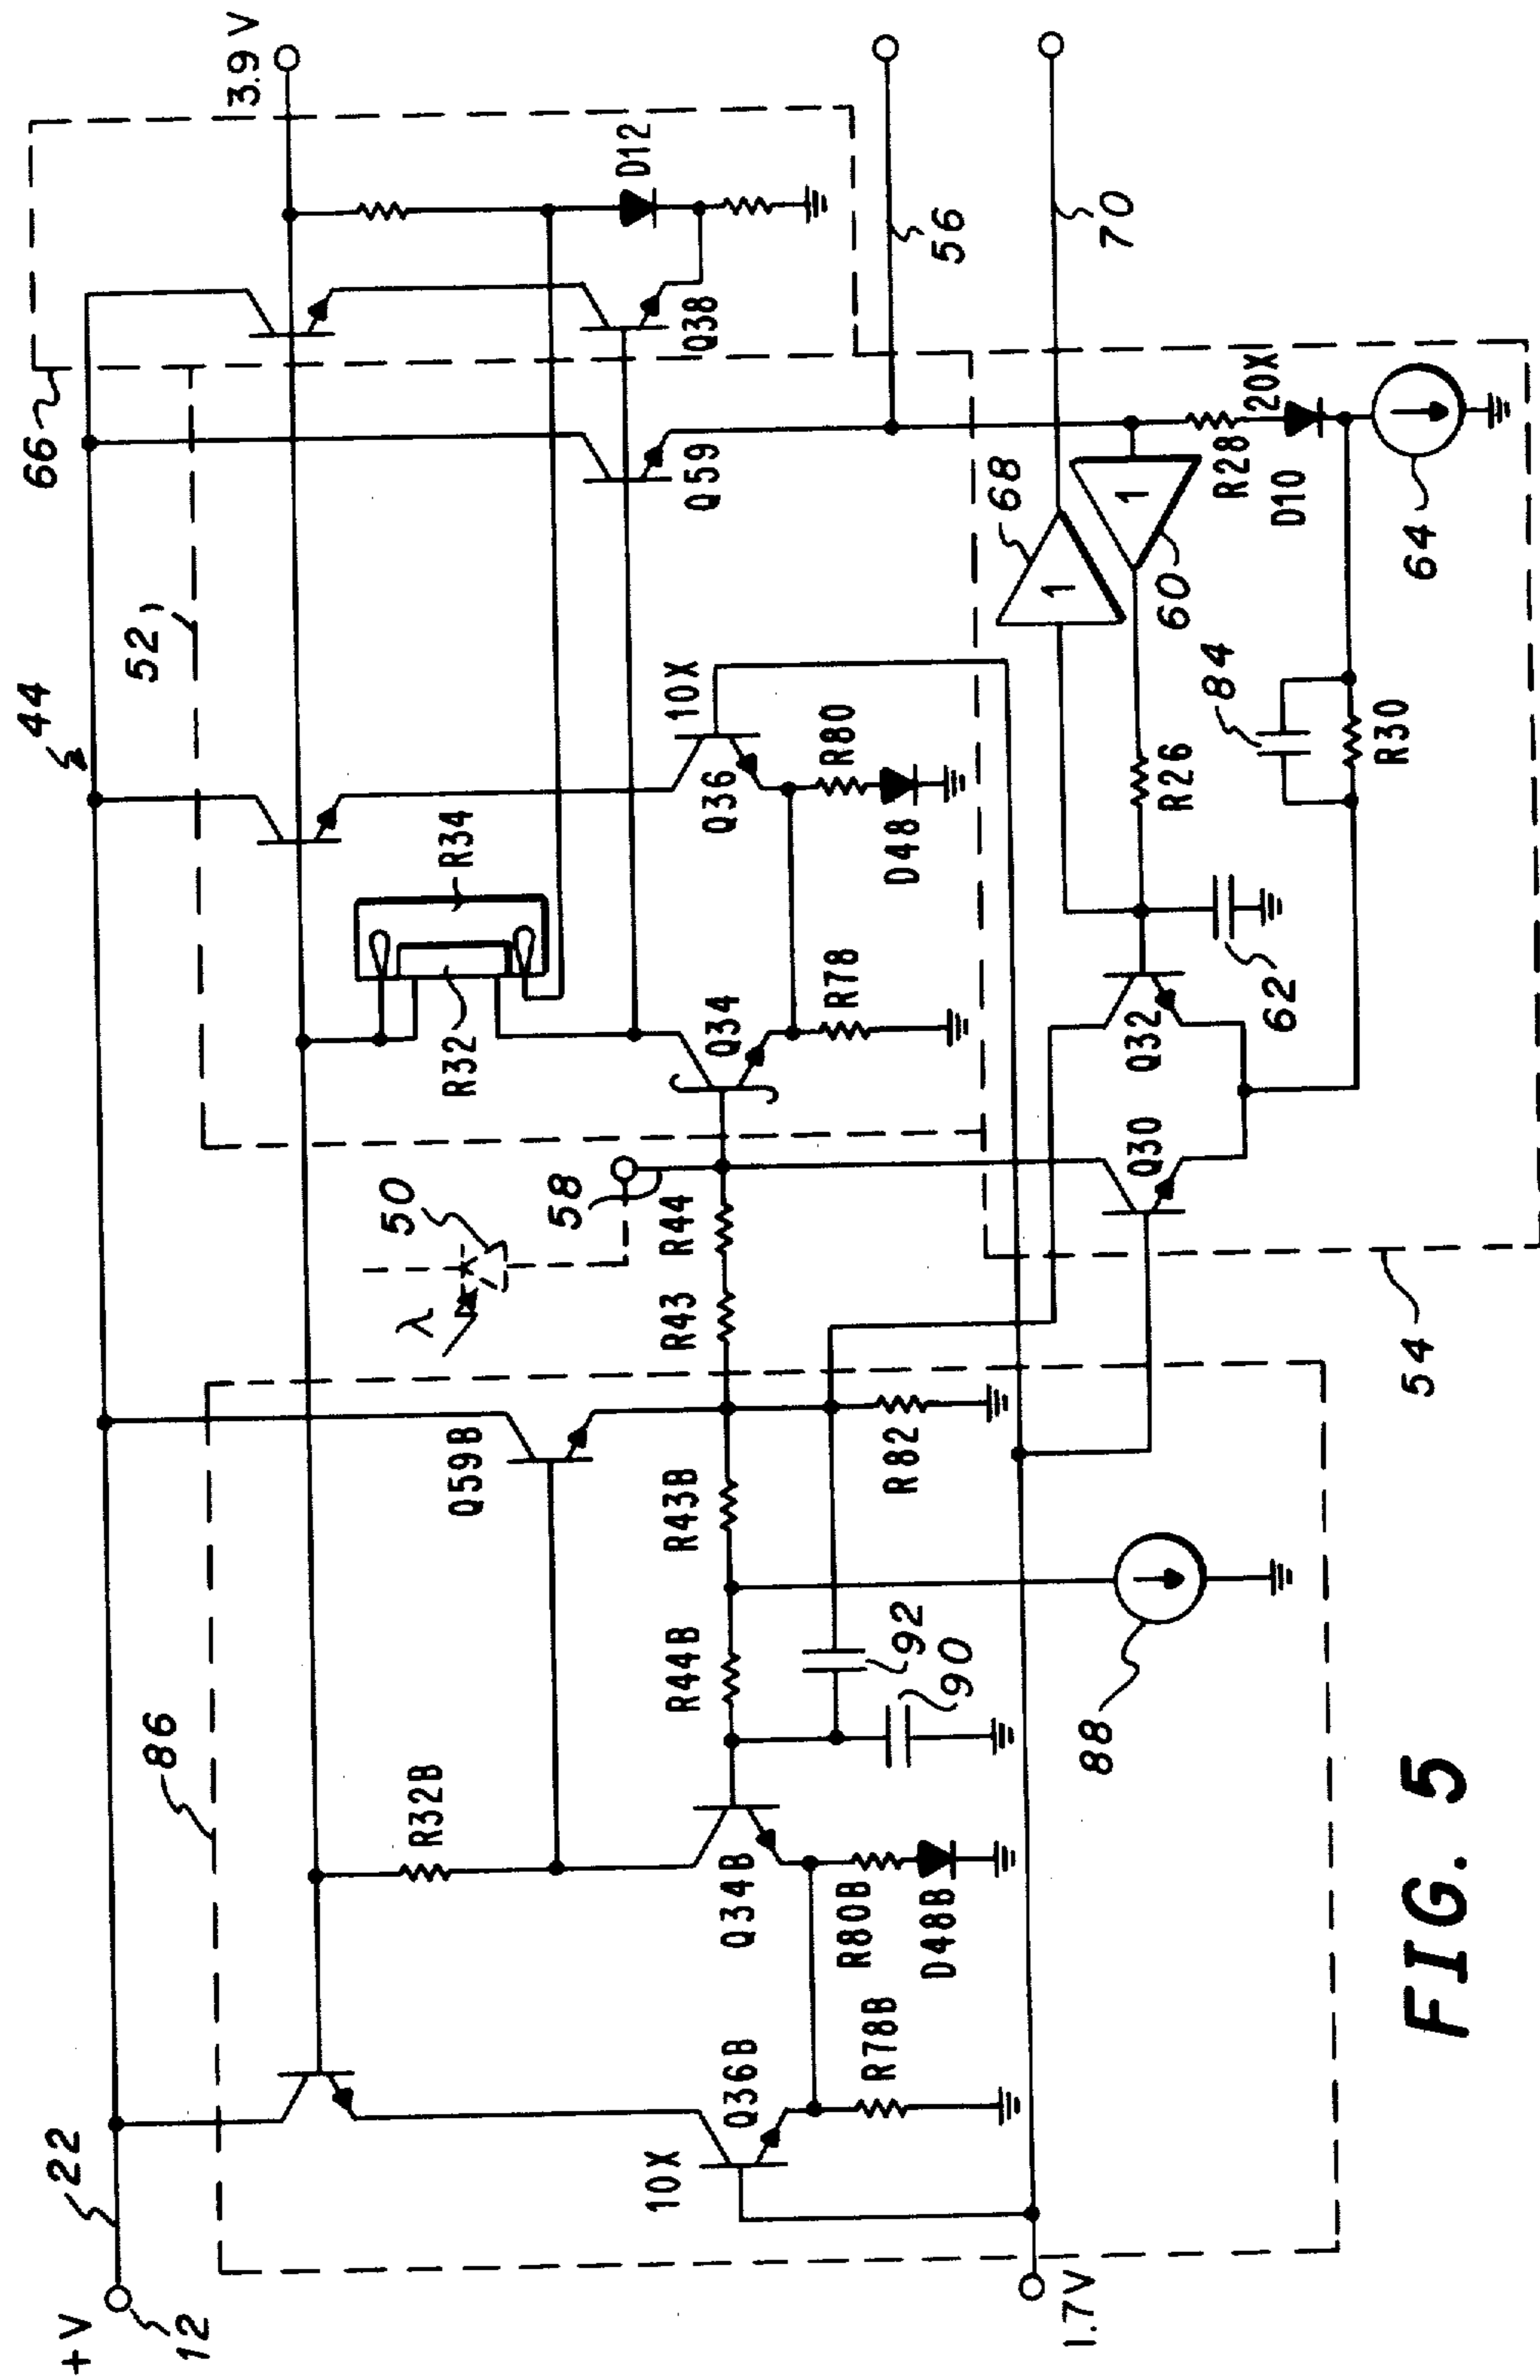 +V
12
22
86
44
52
66
3.9 V
R32B
Q59B
λ
50
58
R32
R34
Q59
Q38
D12
56
70
10X
Q36B
R78B
Q34B
R80B
D48B
R44B
R43B
R43
R44
Q34
R78
Q36
10X
R80
D48
68
1
1
60
R28
20X
D10
64
92
90
R82
88
Q30
Q32
62
R26
84
R30
54
1.7V
FIG. 5